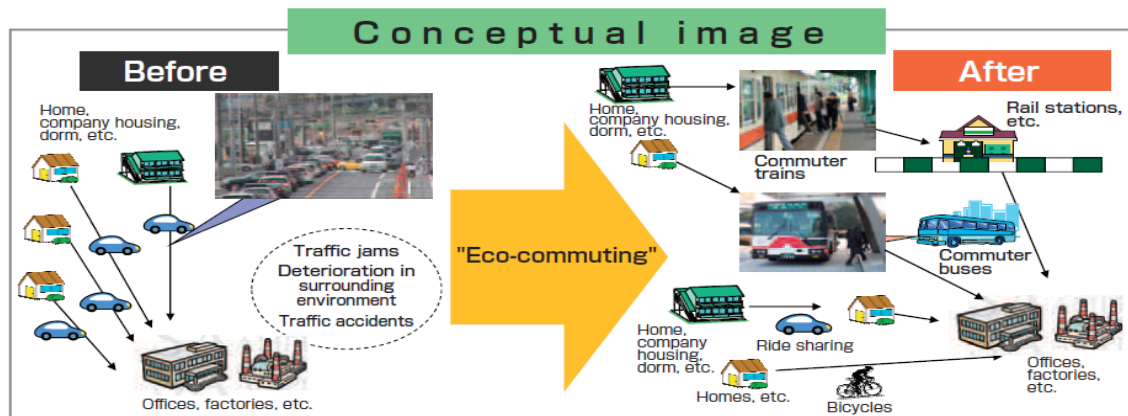 Conceptual image
Before
Home,
company housing,
dorm, etc.
Traffic jams
Deterioration in
surrounding
environment
Traffic accidents
Offices, factories, etc.
"Eco-commuting"
After
Home,
company housing,
dorm, etc.
Commuter
trains
Rail stations,
etc.
Commuter
buses
Home,
company
housing,
dorm, etc.
Ride sharing
Homes, etc.
Bicycles
Offices,
factories,
etc.